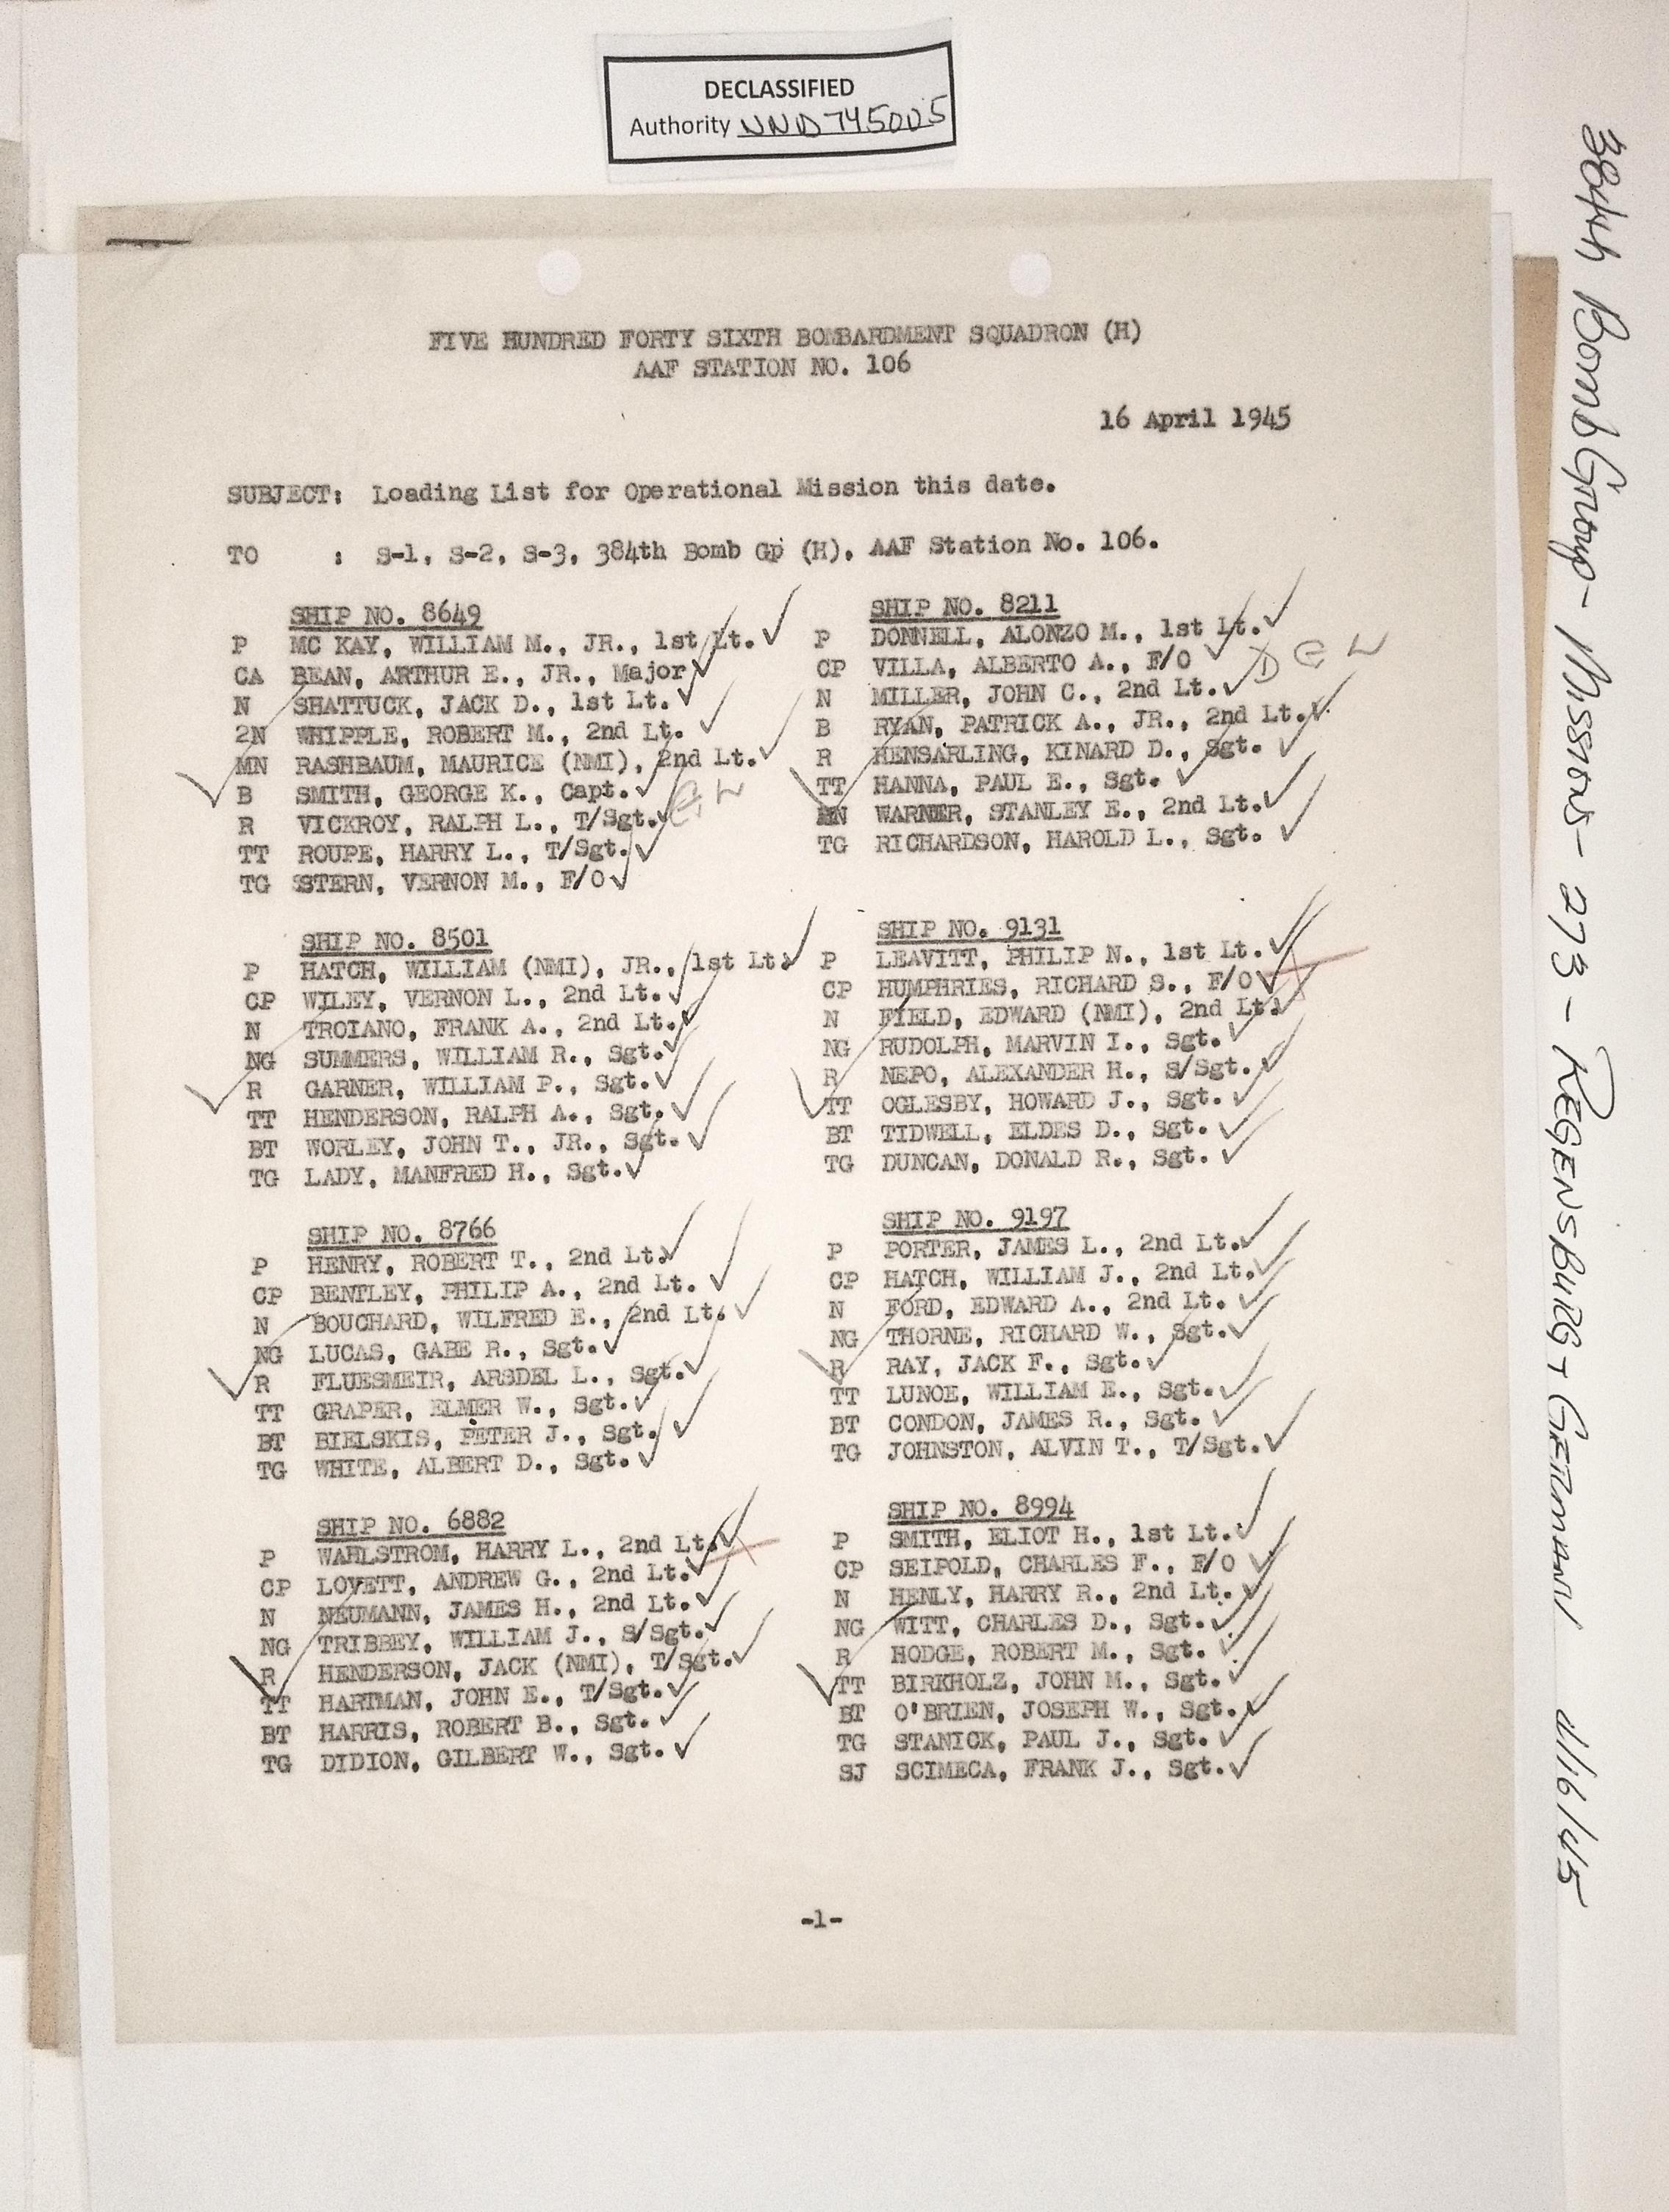 DECLASSIFIED
Authority NND 745005
FIVE HUNDRED FORTY SIXTH BOMBARDMENT SQUADRON (H)
AAF STATION NO. 106
16 April 1945
SUBJECT: Loading List for Operational Mission this date.
TO : S-1, S-2, S-3, 384th Bomb Gp (H), AAF Station No. 106.
SHIP NO. 8649
P MC KAY, WILLIAM M., JR., 1st Lt.
CA BEAN, ARTHUR E., JR., Major
N SHATTUCK, JACK D., 1st Lt.
2N WHIPPLE, ROBERT M., 2nd Lt.
MN RASHBAUM, MAURICE (NMI), 2nd Lt.
B SMITH, GEORGE K., Capt.
R VICKROY, RALPH L., T/Sgt.
TT ROUPE, HARRY L., T/Sgt.
TG STERN, VERNON M., F/O
SHIP NO. 8211
P DONNELL, ALONZO M., 1st Lt.
CP VILLA, ALBERTO A., F/O
N MILLER, JOHN C., 2nd Lt.
B RYAN, PATRICK A., JR., 2nd Lt.
R HENSARLING, KINARD D., Sgt.
TT HANNA, PAUL E., Sgt.
MN WARNER, STANLEY E., 2nd Lt.
TG RICHARDSON, HAROLD L., Sgt.
SHIP NO. 8501
P HATCH, WILLIAM (NMI), JR., 1st Lt.
CP WILEY, VERNON L., 2nd Lt.
N TROIANO, FRANK A., 2nd Lt.
NG SUMMERS, WILLIAM R., Sgt.
R GARNER, WILLIAM P., Sgt.
TT HENDERSON, RALPH A., Sgt.
BT WORLEY, JOHN T., JR., Sgt.
TG LADY, MANFRED H., Sgt.
SHIP NO. 9131
P LEAVITT, PHILIP N., 1st Lt.
CP HUMPHRIES, RICHARD S., F/O
N FIELD, EDWARD (NMI), 2nd Lt.
NG RUDOLPH, MARVIN I., Sgt.
R NEPO, ALEXANDER H., S/Sgt.
TT OGLESBY, HOWARD J., Sgt.
BT TIDWELL, ELDES D., Sgt.
TG DUNCAN, DONALD R., Sgt.
SHIP NO. 8766
P HENRY, ROBERT T., 2nd Lt.
CP BENTLEY, PHILIP A., 2nd Lt.
N BOUCHARD, WILFRED E., 2nd Lt.
NG LUCAS, GABE R., Sgt.
R FLUESMEIR, ARSDEL L., Sgt.
TT GRAPER, ELMER W., Sgt.
BT BIELSKIS, PETER J., Sgt.
TG WHITE, ALBERT D., Sgt.
SHIP NO. 9197
P PORTER, JAMES L., 2nd Lt.
CP HATCH, WILLIAM J., 2nd Lt.
N FORD, EDWARD A., 2nd Lt.
NG THORNE, RICHARD W., Sgt.
R RAY, JACK F., Sgt.
TT LUNOE, WILLIAM E., Sgt.
BT CONDON, JAMES R., Sgt.
TG JOHNSTON, ALVIN T., T/Sgt.
SHIP NO. 6882
P WAHLSTROM, HARRY L., 2nd Lt.
CP LOVETT, ANDREW G., 2nd Lt.
N NEUMANN, JAMES H., 2nd Lt.
NG TRIBBEY, WILLIAM J., S/Sgt.
R HENDERSON, JACK (NMI), T/Sgt.
TT HARTMAN, JOHN E., T/Sgt.
BT HARRIS, ROBERT B., Sgt.
TG DIDION, GILBERT W., Sgt.
SHIP NO. 8994
P SMITH, ELIOT H., 1st Lt.
CP SEIPOLD, CHARLES F., F/O
N HENLY, HARRY R., 2nd Lt.
NG WITT, CHARLES D., Sgt.
R HODGE, ROBERT M., Sgt.
TT BIRKHOLZ, JOHN M., Sgt.
BT O'BRIEN, JOSEPH W., Sgt.
TG STANICK, PAUL J., Sgt.
SJ SCIMECA, FRANK J., Sgt.
-1-
384th Bomb Group - Missions - 273 - REGENSBURG, GERMANY 4/16/45